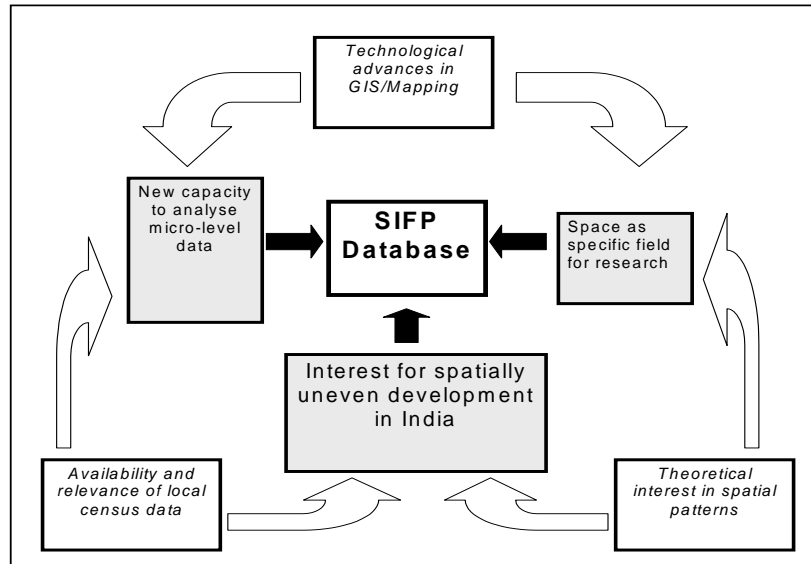 Technological
advances in
GIS/Mapping
New capacity
to analyse
micro-level
data
SIFP
Database
Space as
specific field
for research
Interest for spatially
uneven development
in India
Availability and
relevance of local
census data
Theoretical
interest in spatial
patterns